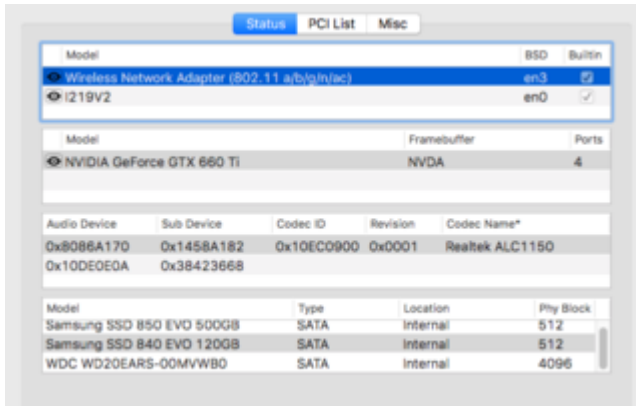 Status PCI List Misc
Model BSD Builtin
Wireless Network Adapter (802.11 a/b/g/n/ac) en3
I219V2 en0
Model Framebuffer Ports
NVIDIA GeForce GTX 660 Ti NVDA 4
Audio Device Sub Device Codec ID Revision Codec Name*
0x8086A170 0x1458A182 0x10EC0900 0x0001 Realtek ALC1150
0x10DE0E0A 0x38423668
Model Type Location Phy Block
Samsung SSD 850 EVO 500GB SATA Internal 512
Samsung SSD 840 EVO 120GB SATA Internal 512
WDC WD20EARS-00MVWB0 SATA Internal 4096